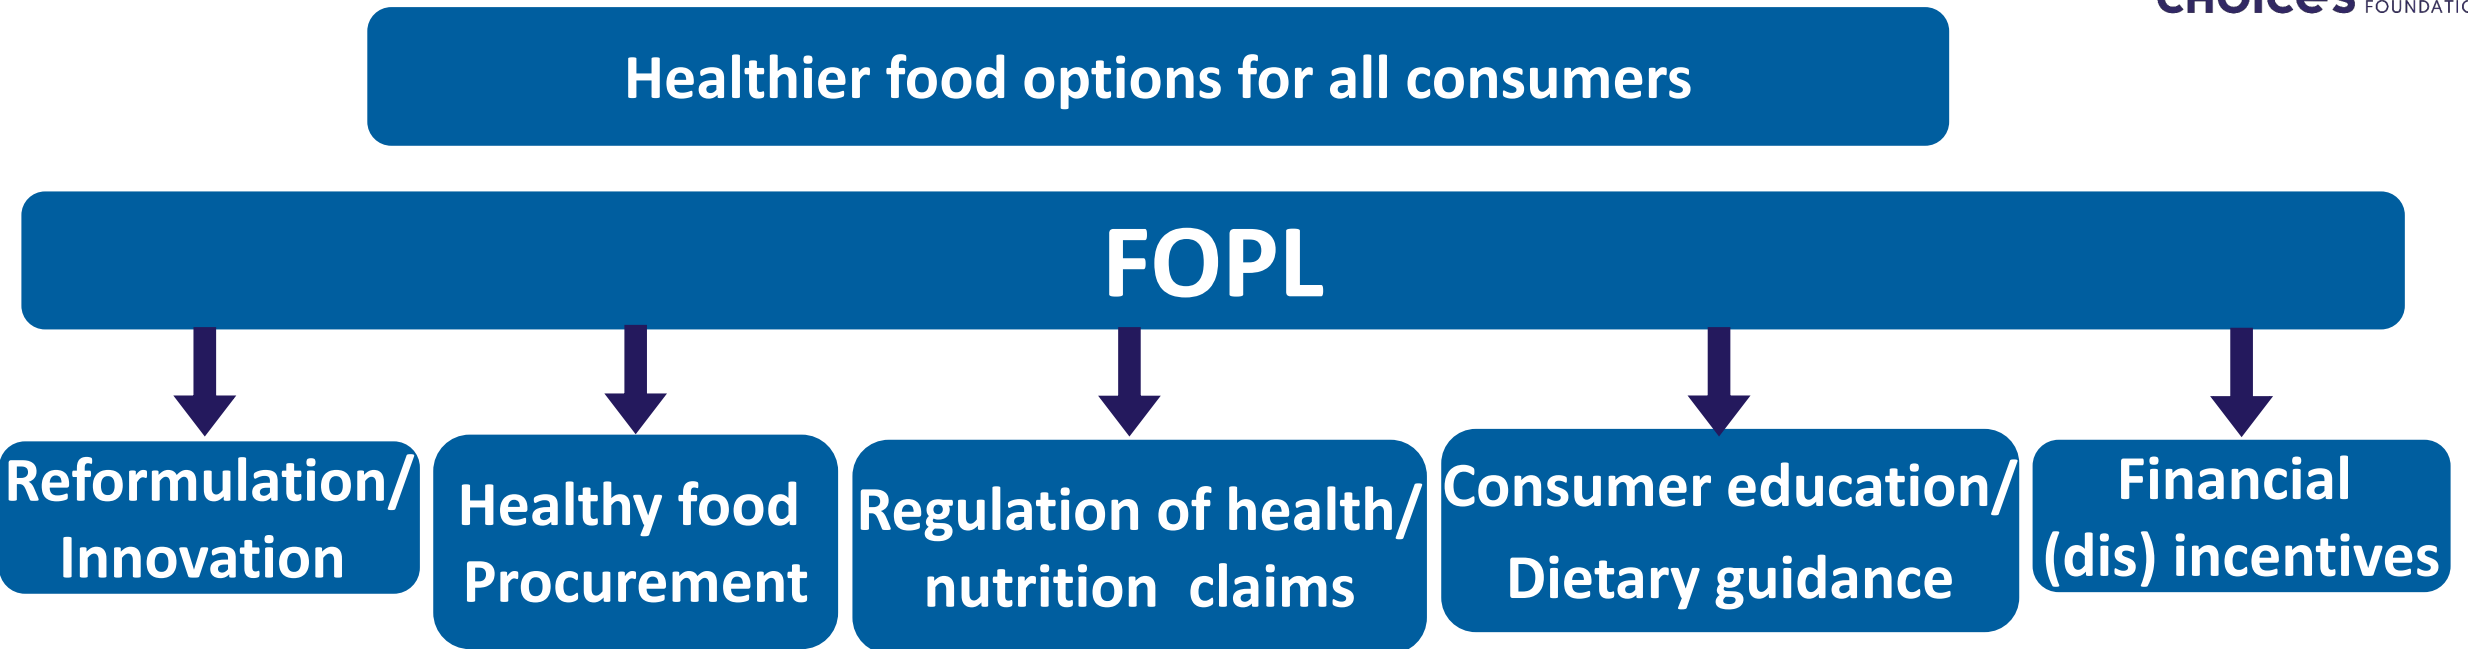 CHOICES FOUNDATIO
Healthier food options for all consumers
FOPL
Reformulation/
Innovation
Healthy food
Procurement
Regulation of health/
nutrition claims
Consumer education/
Dietary guidance
Financial
(dis) incentives